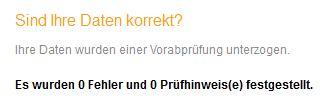 Sind Ihre Daten korrekt?
Ihre Daten wurden einer Vorabprüfung unterzogen.
Es wurden 0 Fehler und 0 Prüfhinweis(e) festgestellt.